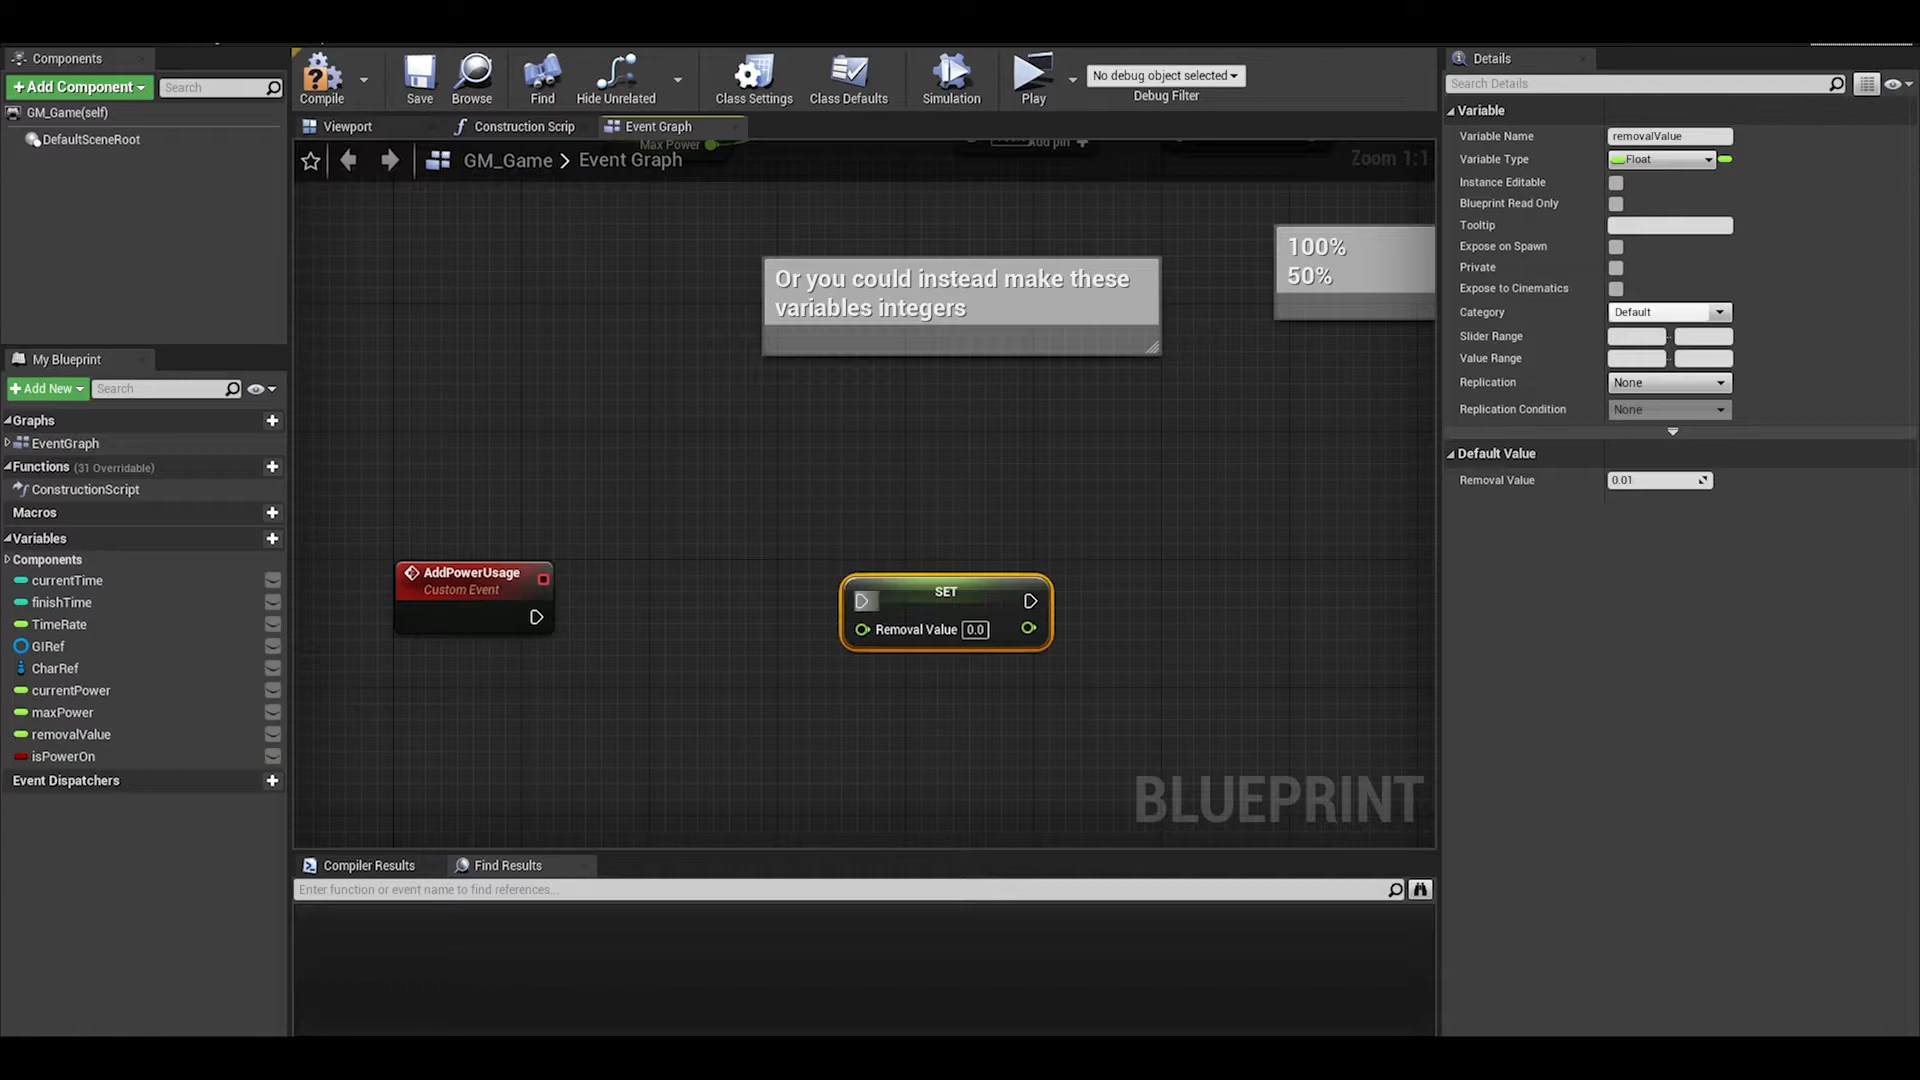 Components
+Add Component
Search
GM_Game(self)
DefaultSceneRoot
Compile
Save
Browse
Find
Hide Unrelated
Class Settings
Class Defaults
Simulation
Play
No debug object selected
Debug Filter
Viewport
Construction Scrip
Event Graph
Max Power
Add pin +
GM_Game > Event Graph
Zoom 1:1
Or you could instead make these
variables integers
100%
50%
AddPowerUsage
Custom Event
SET
Removal Value 0.0
BLUEPRINT
My Blueprint
+Add New
Search
Graphs
EventGraph
Functions (31 Overridable)
ConstructionScript
Macros
Variables
Components
currentTime
finishTime
TimeRate
GIRef
CharRef
currentPower
maxPower
removalValue
isPowerOn
Event Dispatchers
Compiler Results
Find Results
Enter function or event name to find references...
Details
Search Details
Variable
Variable Name removalValue
Variable Type Float
Instance Editable
Blueprint Read Only
Tooltip
Expose on Spawn
Private
Expose to Cinematics
Category Default
Slider Range
Value Range
Replication None
Replication Condition None
Default Value
Removal Value 0.01